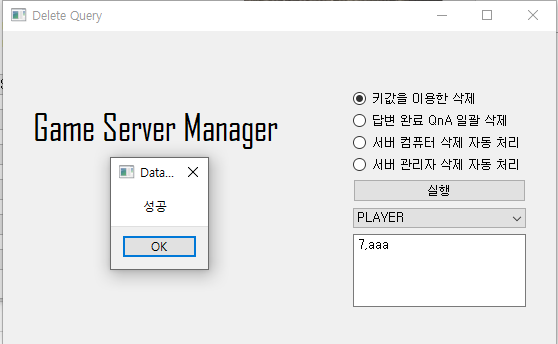 Delete Query
Game Server Manager
키값을 이용한 삭제
답변 완료 QnA 일괄 삭제
서버 컴퓨터 삭제 자동 처리
서버 관리자 삭제 자동 처리
실행
PLAYER
7,aaa
Data...
성공
OK